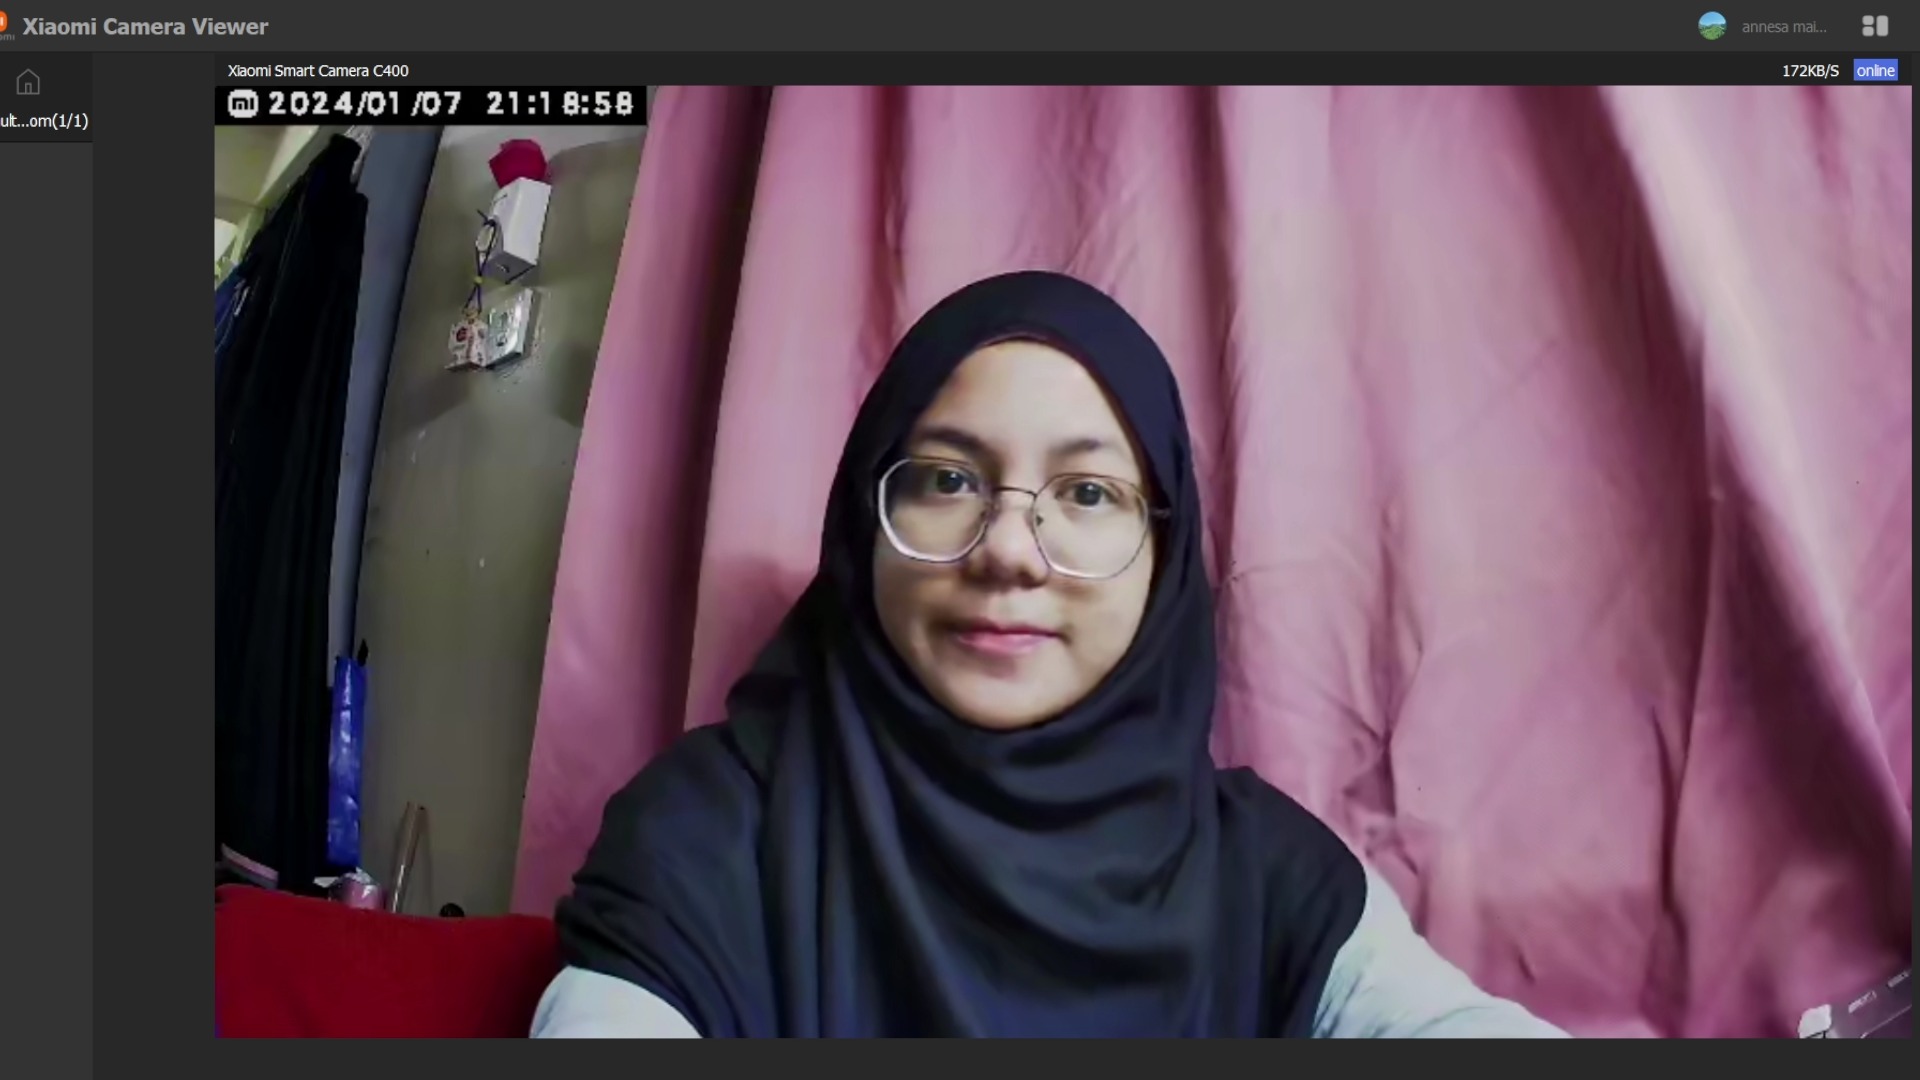 Xiaomi Camera Viewer
annesa mai...
Xiaomi Smart Camera C400
172KB/S
online
ult...om(1/1)
mi 2024/01/07 21:18:58